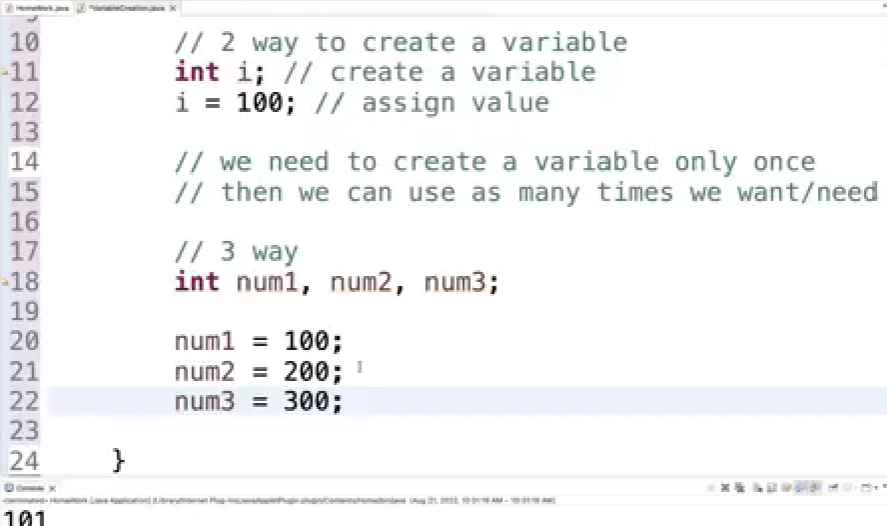 HomeWork.java *VariableCreation.java
10 // 2 way to create a variable
11 int i; // create a variable
12 i = 100; // assign value
13
14 // we need to create a variable only once
15 // then we can use as many times we want/need
16
17 // 3 way
18 int num1, num2, num3;
19
20 num1 = 100;
21 num2 = 200;
22 num3 = 300;
23
24 }
Console
<terminated> HomeWork [Java Application]
101